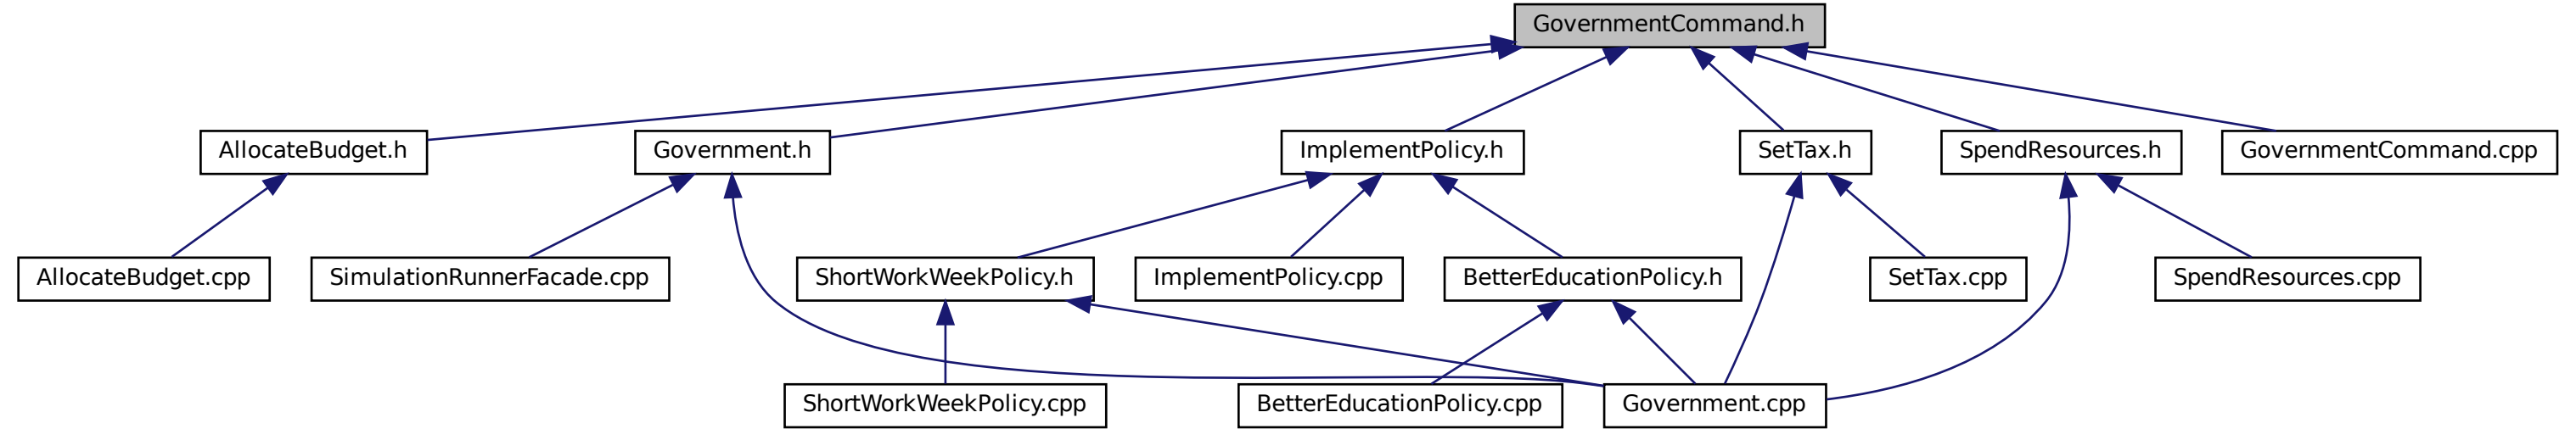 GovernmentCommand.h
AllocateBudget.h
Government.h
ImplementPolicy.h
SetTax.h
SpendResources.h
GovernmentCommand.cpp
AllocateBudget.cpp
SimulationRunnerFacade.cpp
ShortWorkWeekPolicy.h
ImplementPolicy.cpp
BetterEducationPolicy.h
SetTax.cpp
SpendResources.cpp
ShortWorkWeekPolicy.cpp
BetterEducationPolicy.cpp
Government.cpp